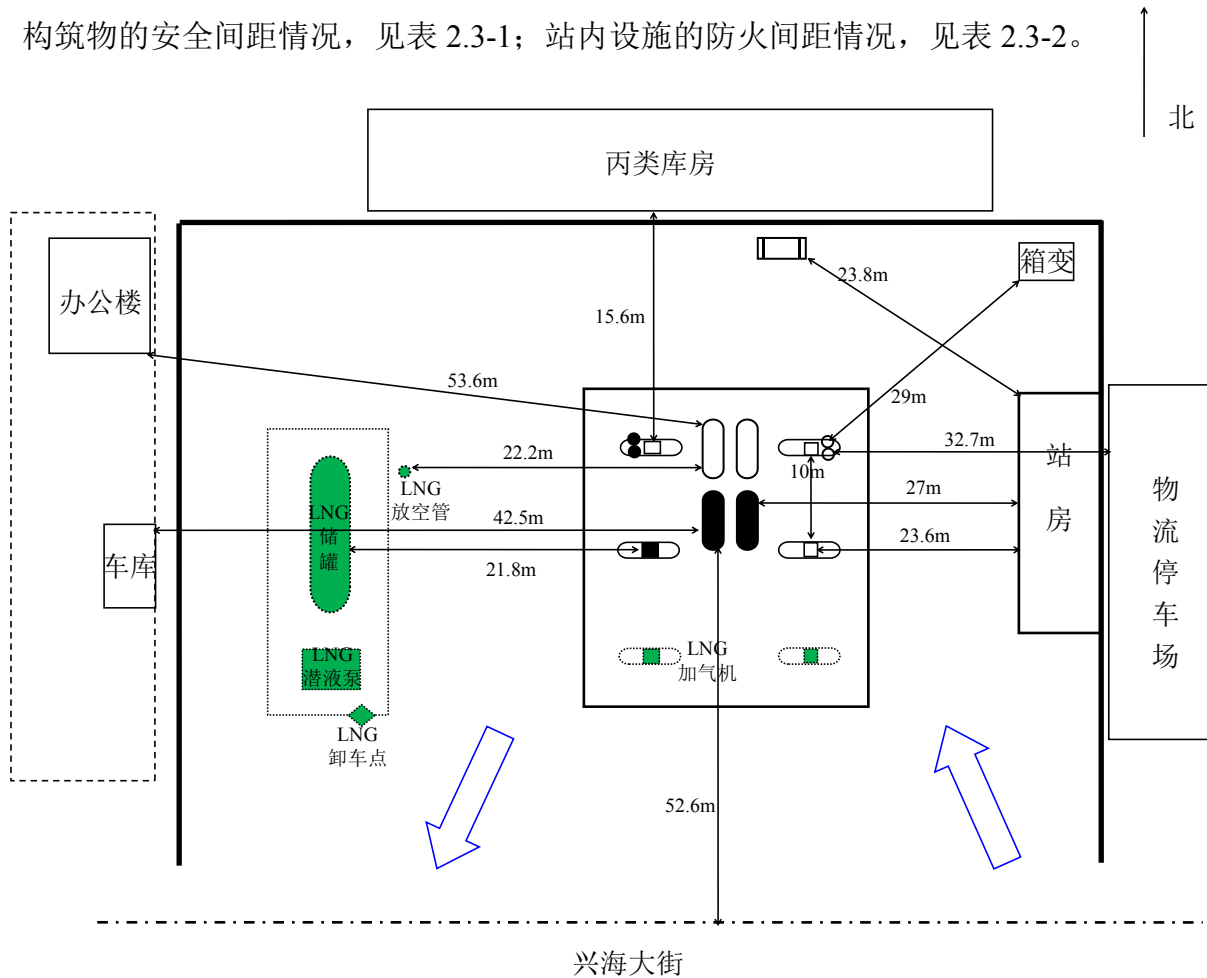 构筑物的安全间距情况，见表 2.3-1；站内设施的防火间距情况，见表 2.3-2。
北
丙类库房
办公楼
箱变
23.8m
15.6m
53.6m
29m
22.2m
32.7m
10m
站
房
LNG
放空管
27m
LNG
储
罐
42.5m
物
流
停
车
场
车库
21.8m
23.6m
LNG
潜液泵
LNG
加气机
LNG
卸车点
52.6m
兴海大街